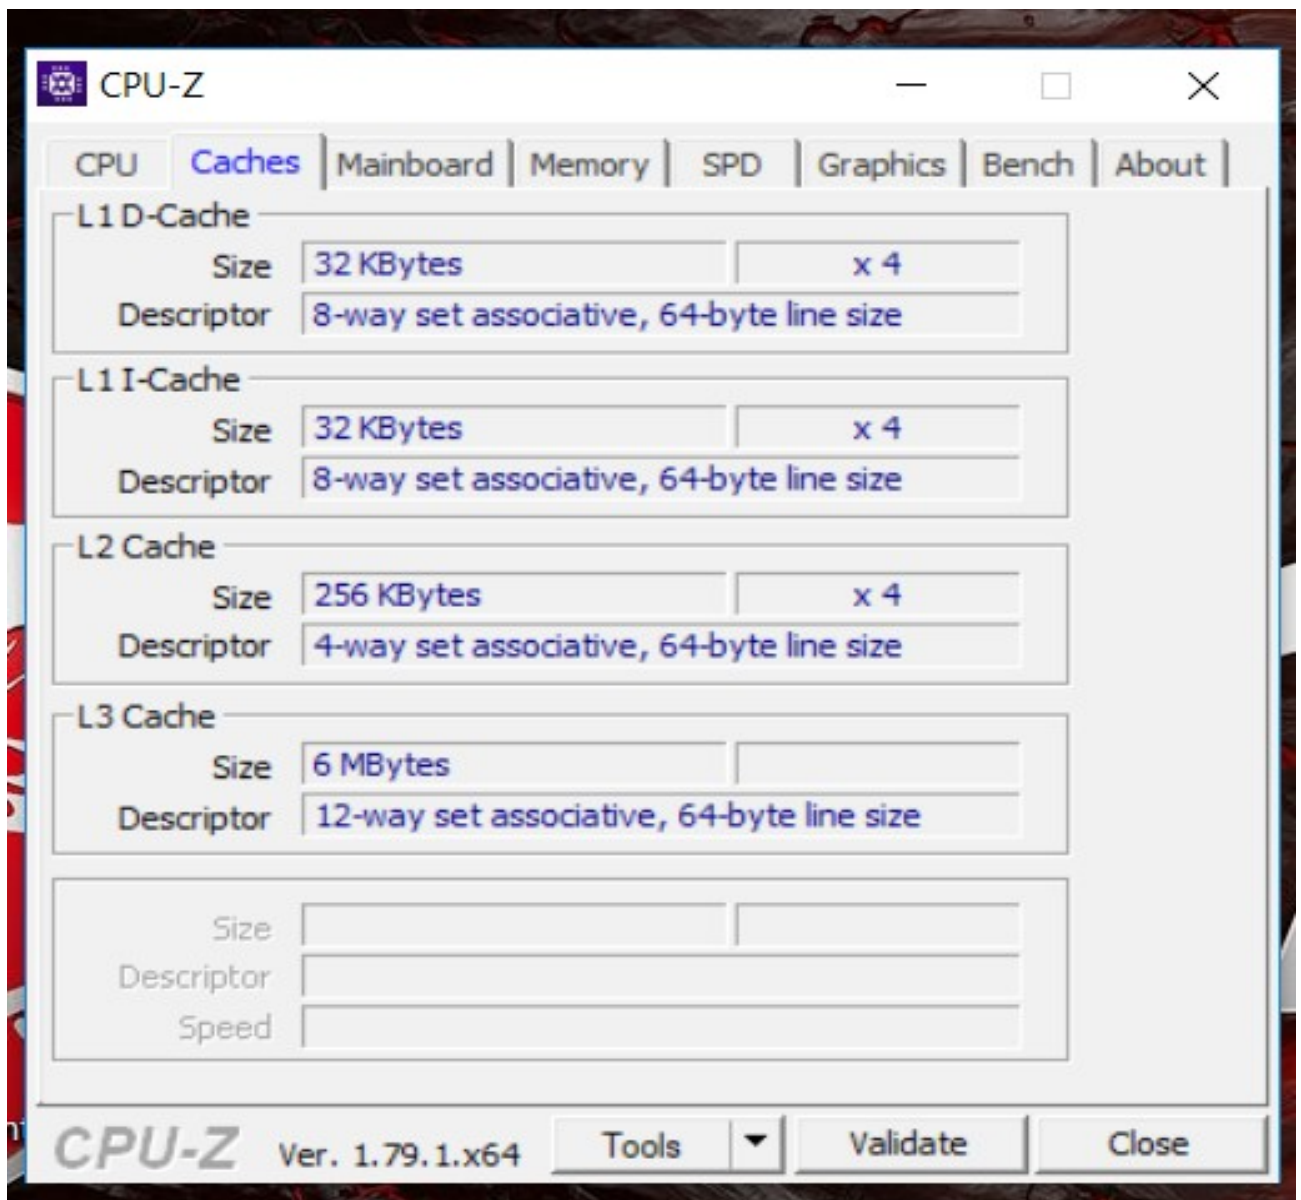 CPU-Z
CPU Caches Mainboard Memory SPD Graphics Bench About
L1 D-Cache
Size 32 KBytes x 4
Descriptor 8-way set associative, 64-byte line size
L1 I-Cache
Size 32 KBytes x 4
Descriptor 8-way set associative, 64-byte line size
L2 Cache
Size 256 KBytes x 4
Descriptor 4-way set associative, 64-byte line size
L3 Cache
Size 6 MBytes
Descriptor 12-way set associative, 64-byte line size
Size
Descriptor
Speed
CPU-Z Ver. 1.79.1.x64 Tools Validate Close